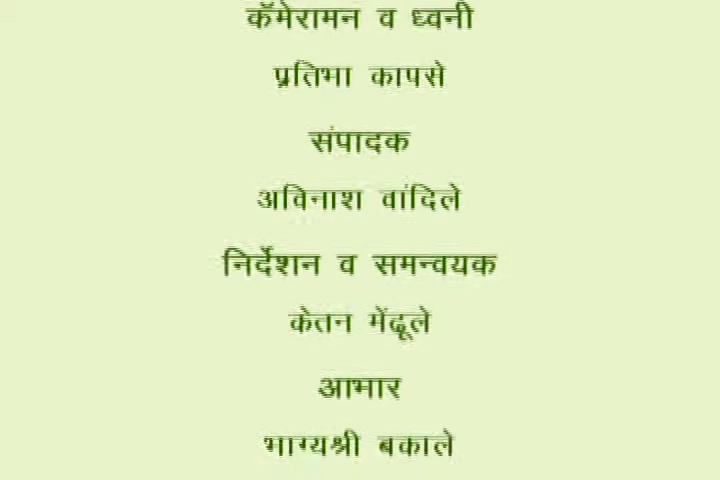 कॅमेरामन व ध्वनी
प्रतिभा कापसे
संपादक
अविनाश वांदिले
निर्देशन व समन्वयक
केतन मेंढूले
आभार
भाग्यश्री बकाले